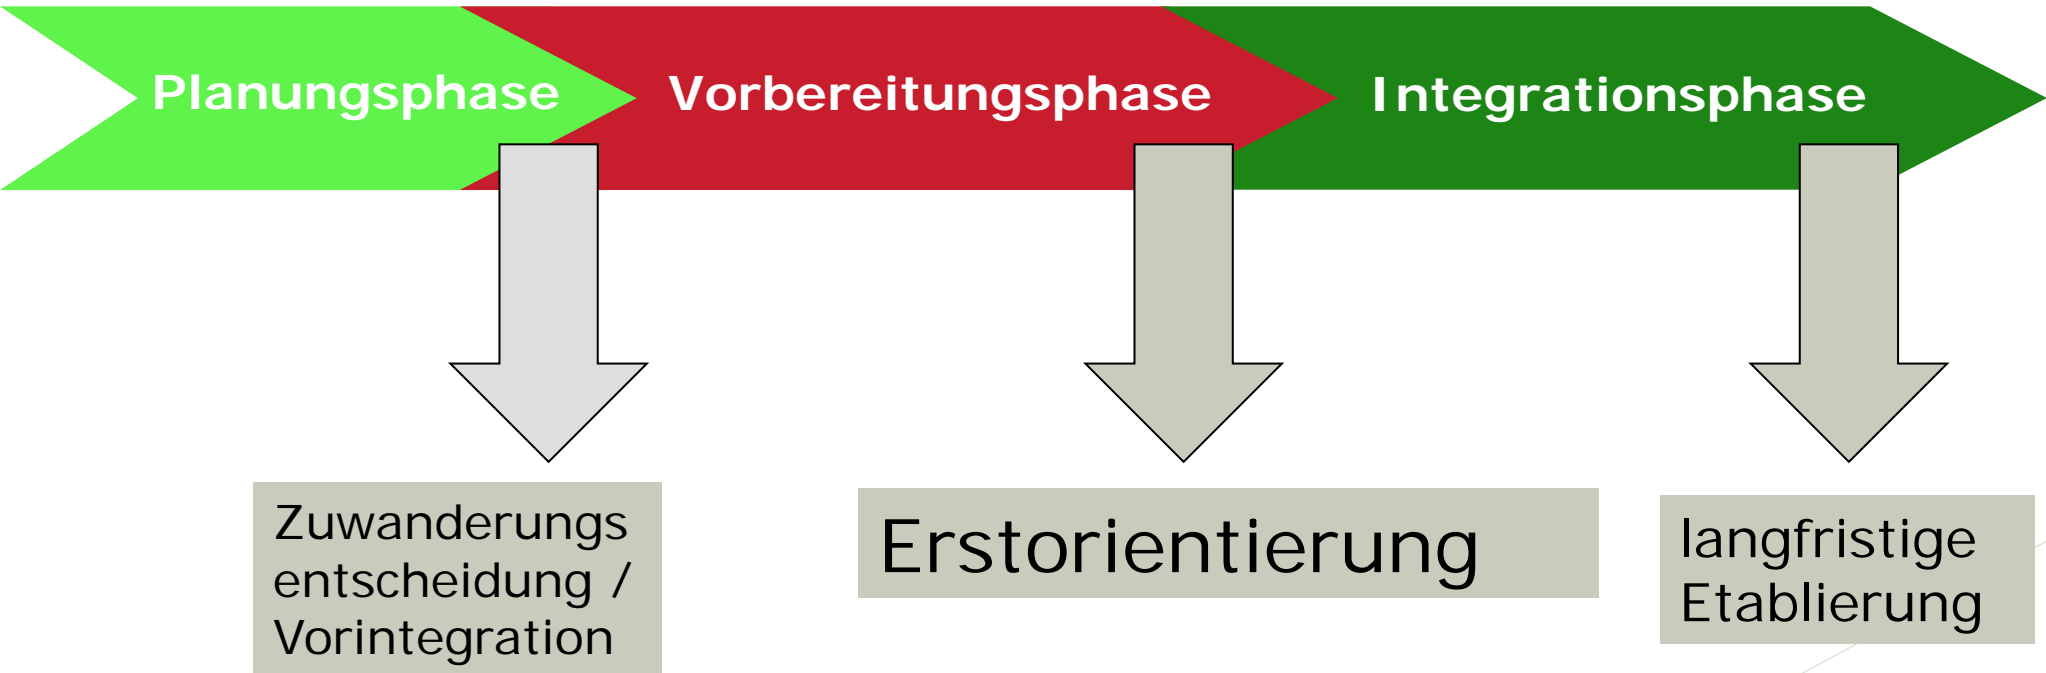 Planungsphase
Vorbereitungsphase
Integrationsphase
Zuwanderungs
entscheidung /
Vorintegration
Erstorientierung
langfristige
Etablierung